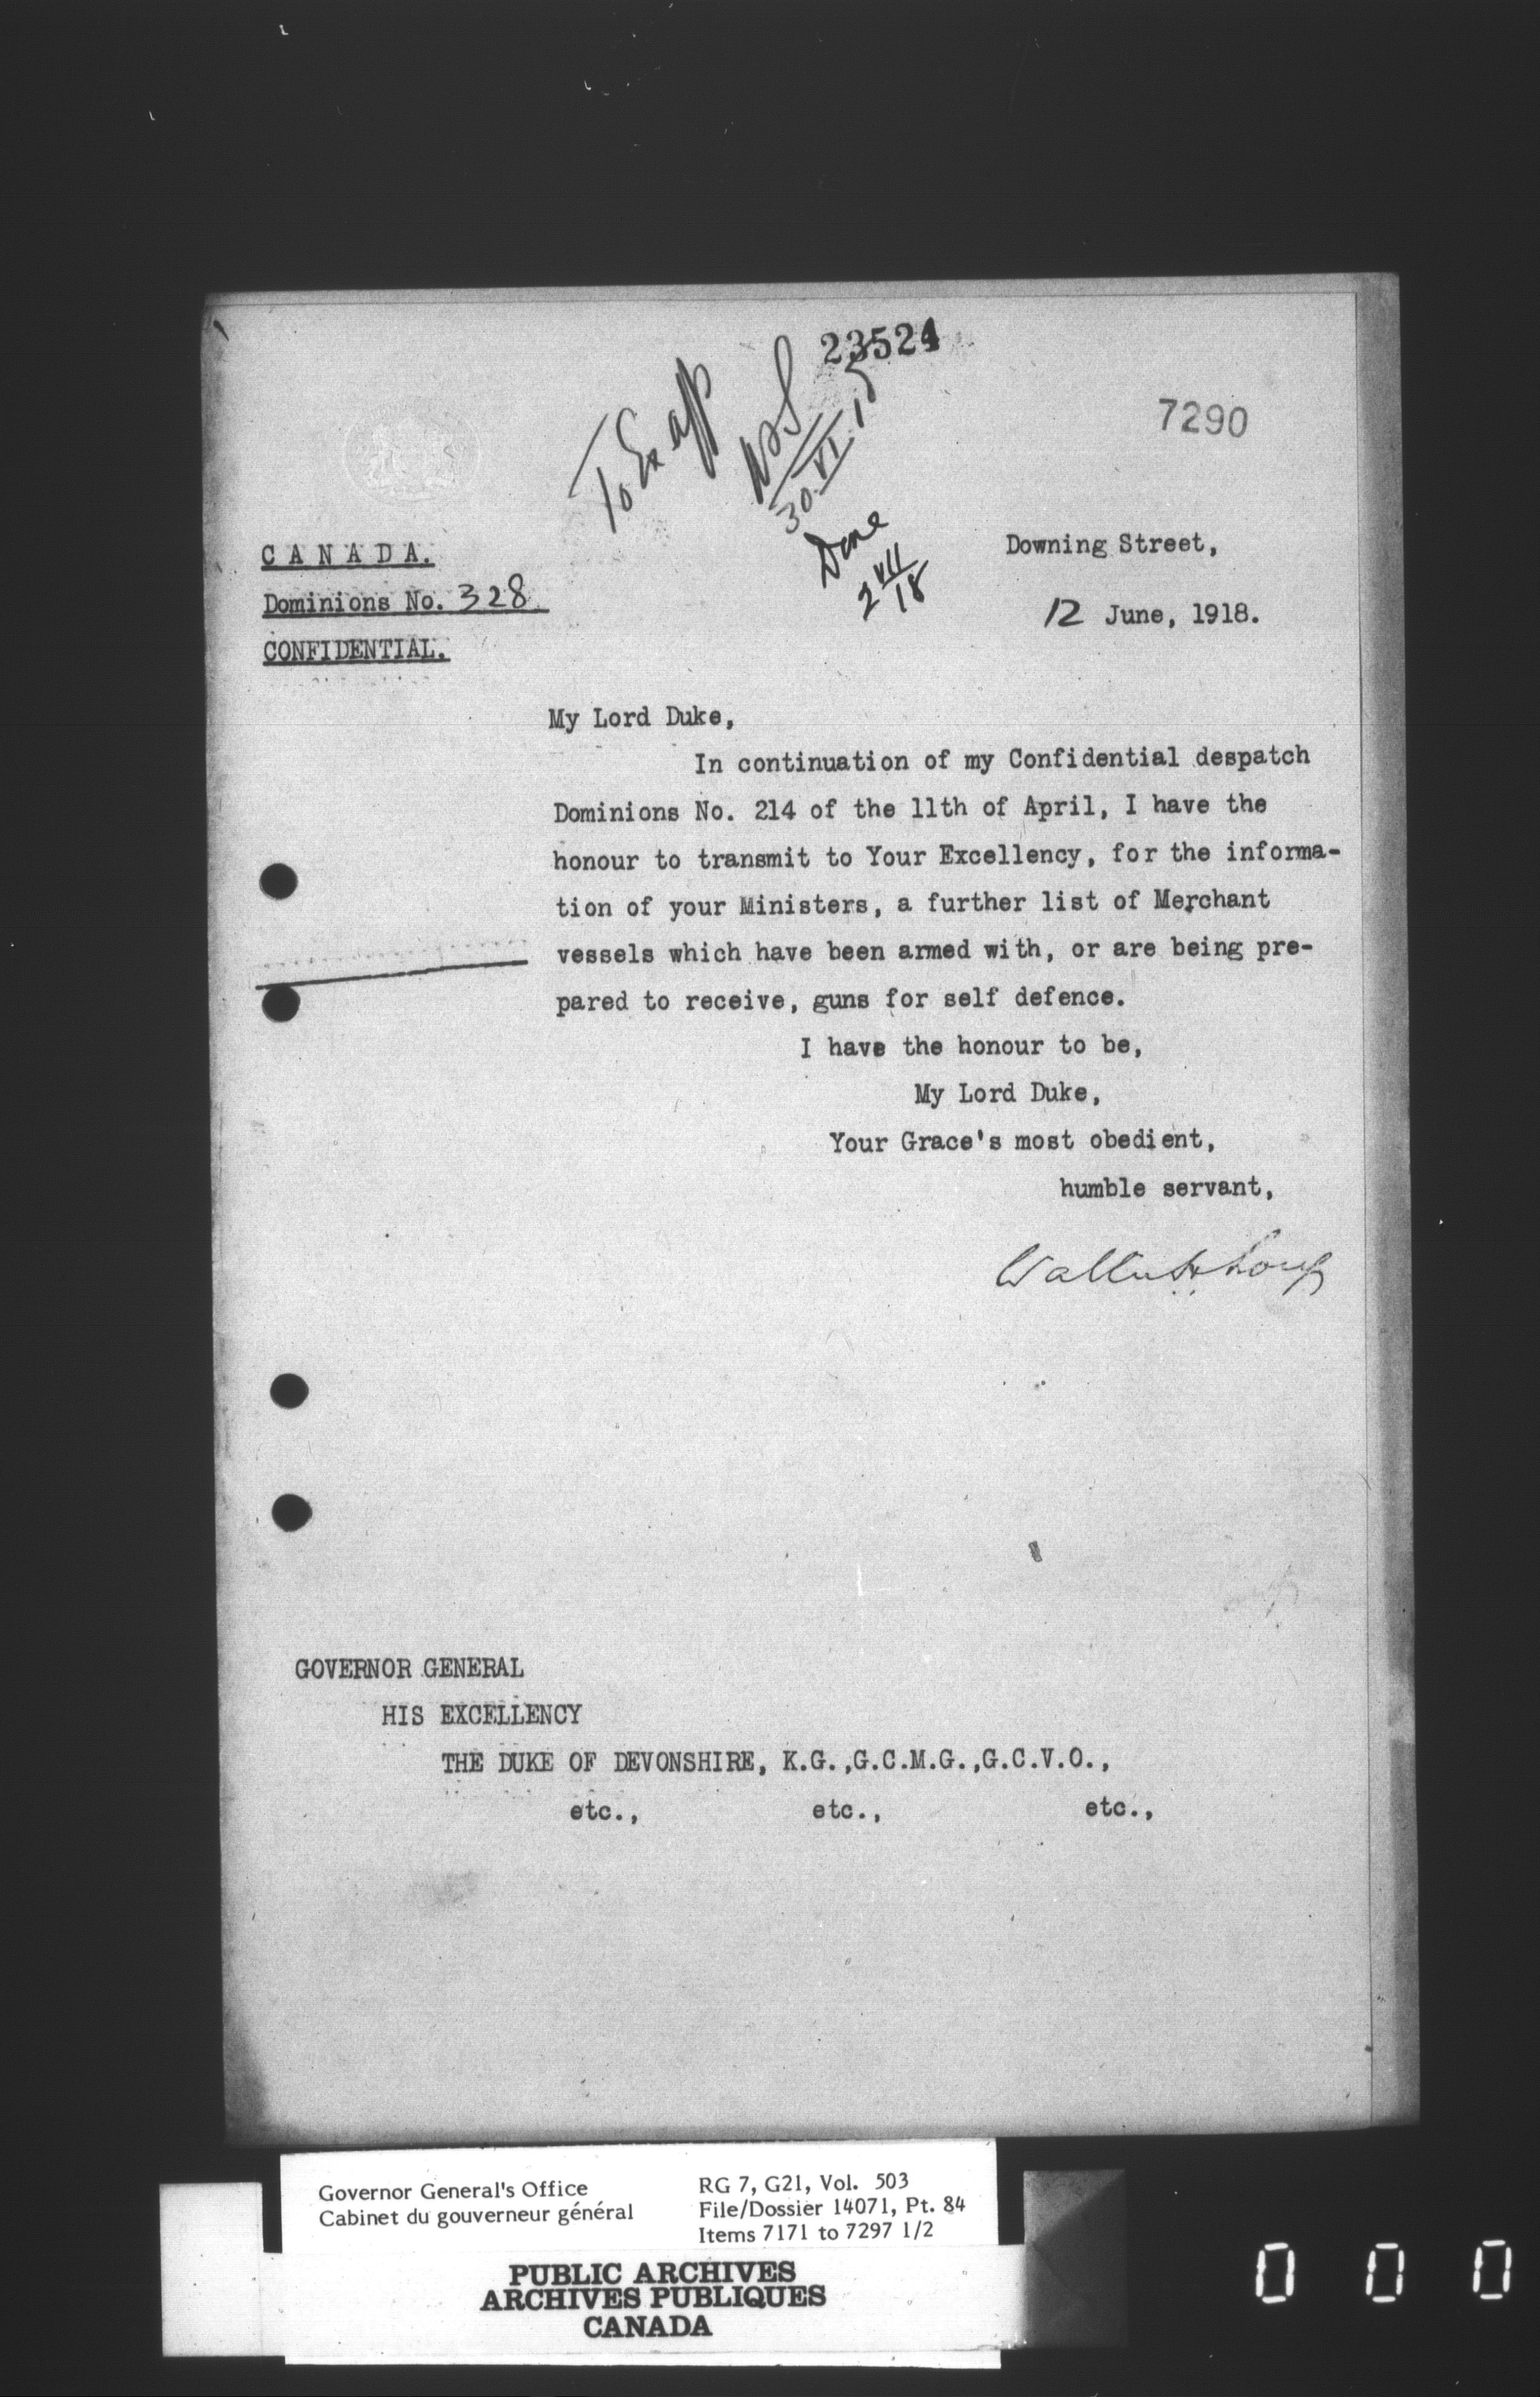 23524
7290
To Ex app
30.VI.18
Done
2 VII 18
CANADA.
Dominions No. 328
CONFIDENTIAL.
Downing Street,
12 June, 1918.
My Lord Duke,
In continuation of my Confidential despatch
Dominions No. 214 of the 11th of April, I have the
honour to transmit to Your Excellency, for the informa-
tion of your Ministers, a further list of Merchant
vessels which have been armed with, or are being pre-
pared to receive, guns for self defence.
I have the honour to be,
My Lord Duke,
Your Grace's most obedient,
humble servant,
Walter H Long
GOVERNOR GENERAL
HIS EXCELLENCY
THE DUKE OF DEVONSHIRE, K.G.,G.C.M.G.,G.C.V.O.,
etc., etc., etc.,
Governor General's Office
Cabinet du gouverneur général
RG 7, G21, Vol. 503
File/Dossier 14071, Pt. 84
Items 7171 to 7297 1/2
PUBLIC ARCHIVES
ARCHIVES PUBLIQUES
CANADA
0 0 0